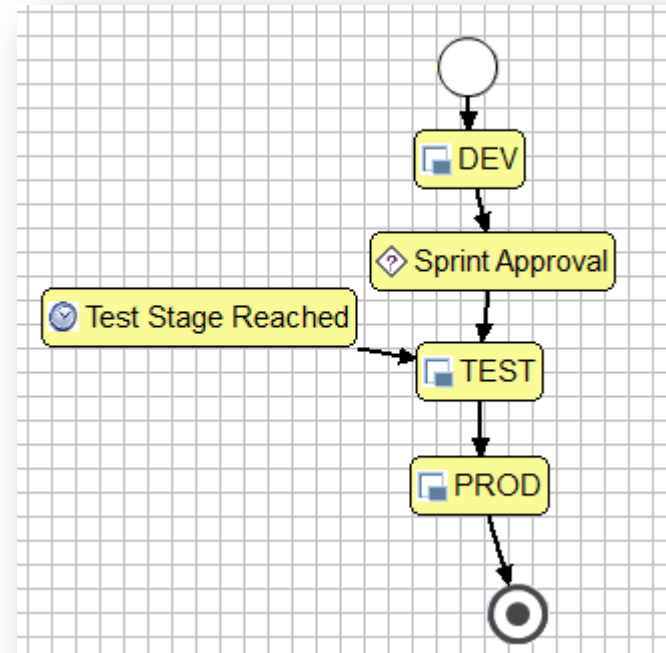 DEV
Sprint Approval
Test Stage Reached
TEST
PROD